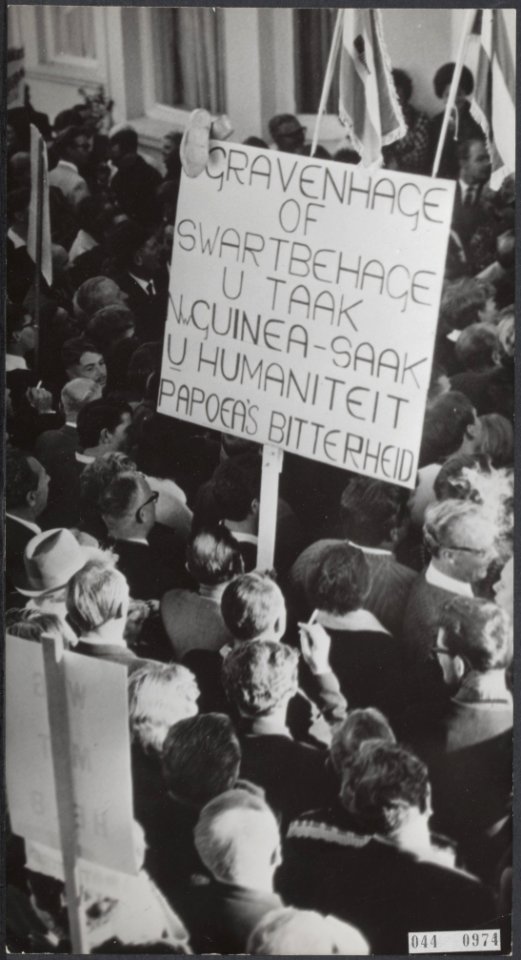 GRAVENHAGE
OF
SWARTBEHAGE
U TAAK
N.W GUINEA-SAAK
U HUMANITEIT
PAPOEA'S BITTERHEID
044 0974